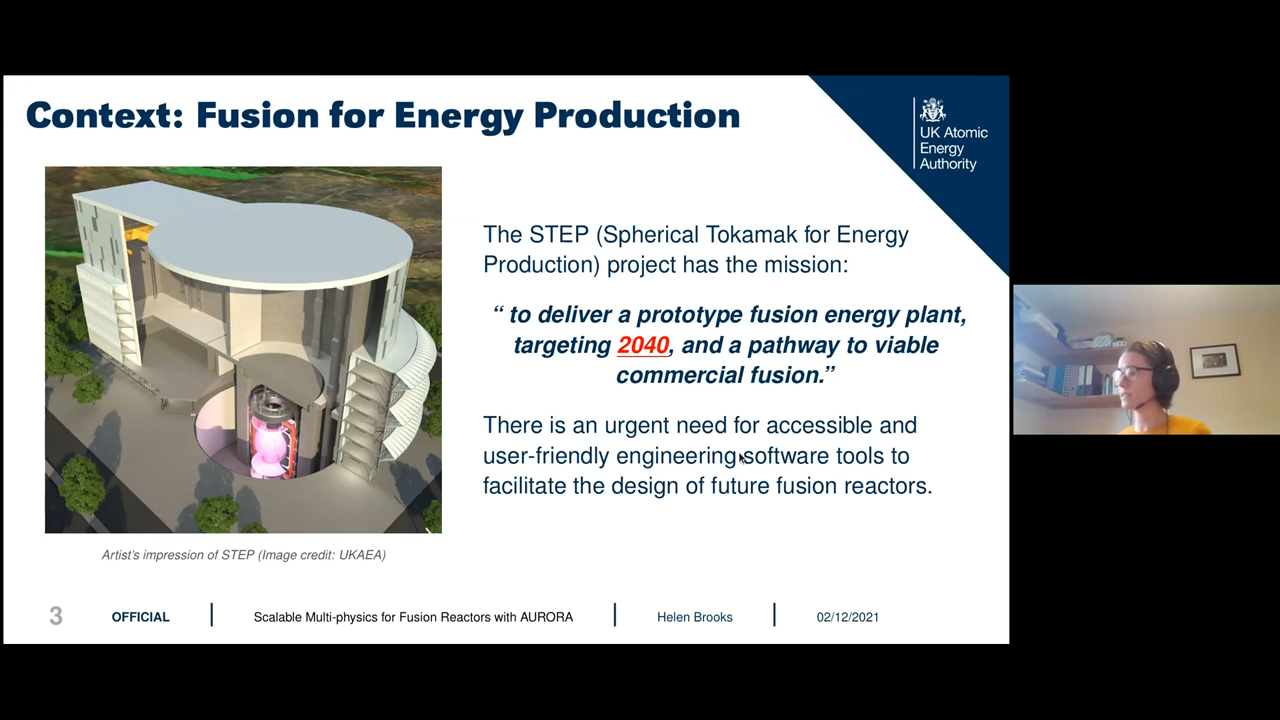 Context: Fusion for Energy Production
UK Atomic
Energy
Authority
The STEP (Spherical Tokamak for Energy
Production) project has the mission:
“ to deliver a prototype fusion energy plant,
targeting 2040, and a pathway to viable
commercial fusion.”
There is an urgent need for accessible and
user-friendly engineering software tools to
facilitate the design of future fusion reactors.
Artist’s impression of STEP (Image credit: UKAEA)
3 OFFICIAL Scalable Multi-physics for Fusion Reactors with AURORA Helen Brooks 02/12/2021